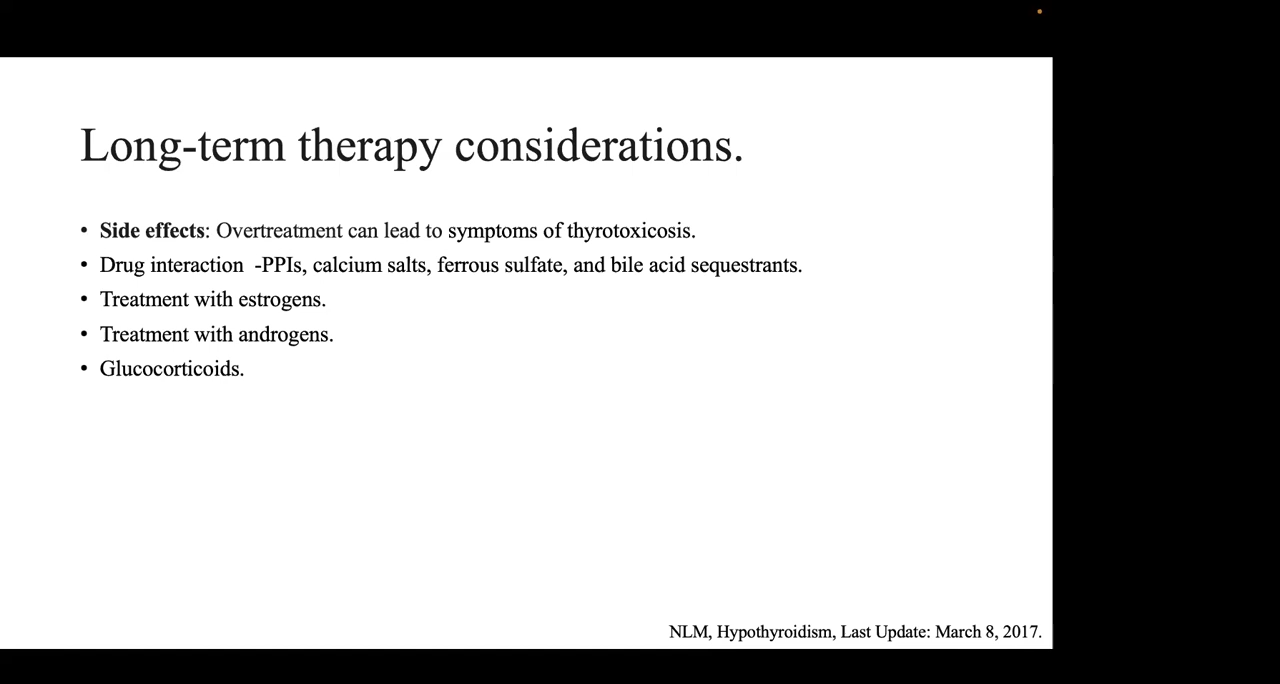 Long-term therapy considerations.
• Side effects: Overtreatment can lead to symptoms of thyrotoxicosis.
• Drug interaction  -PPIs, calcium salts, ferrous sulfate, and bile acid sequestrants.
• Treatment with estrogens.
• Treatment with androgens.
• Glucocorticoids.
NLM, Hypothyroidism, Last Update: March 8, 2017.